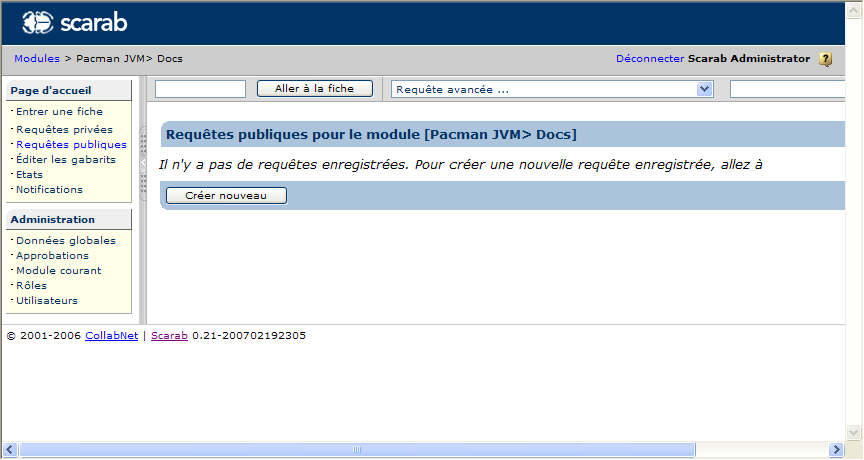 scarab
Modules > Pacman JVM> Docs
Déconnecter Scarab Administrator ?
Page d'accueil
Entrer une fiche
Requêtes privées
Requêtes publiques
Éditer les gabarits
Etats
Notifications
Administration
Données globales
Approbations
Module courant
Rôles
Utilisateurs
Aller à la fiche
Requête avancée ...
Requêtes publiques pour le module [Pacman JVM> Docs]
Il n'y a pas de requêtes enregistrées. Pour créer une nouvelle requête enregistrée, allez à
Créer nouveau
© 2001-2006 CollabNet | Scarab 0.21-200702192305